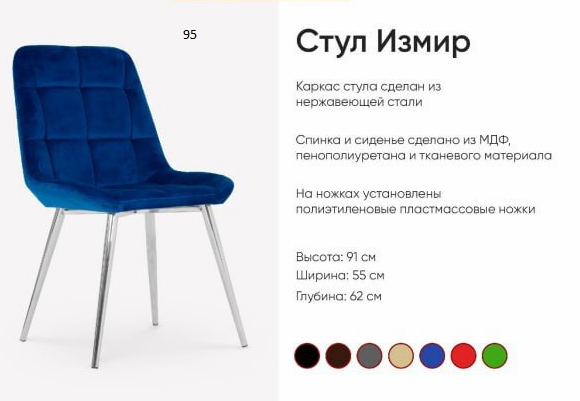 95
Стул Измир
Каркас стула сделан из
нержавеющей стали
Спинка и сиденье сделано из МДФ,
пенополиуретана и тканевого материала
На ножках установлены
полиэтиленовые пластмассовые ножки
Высота: 91 см
Ширина: 55 см
Глубина: 62 см